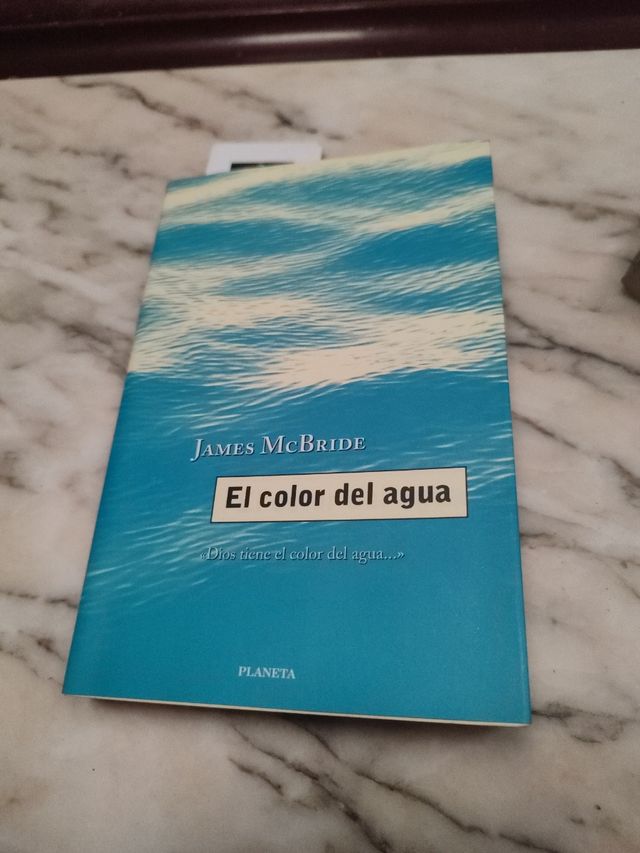 JAMES MCBRIDE
El color del agua
«Dios tiene el color del agua...»
PLANETA